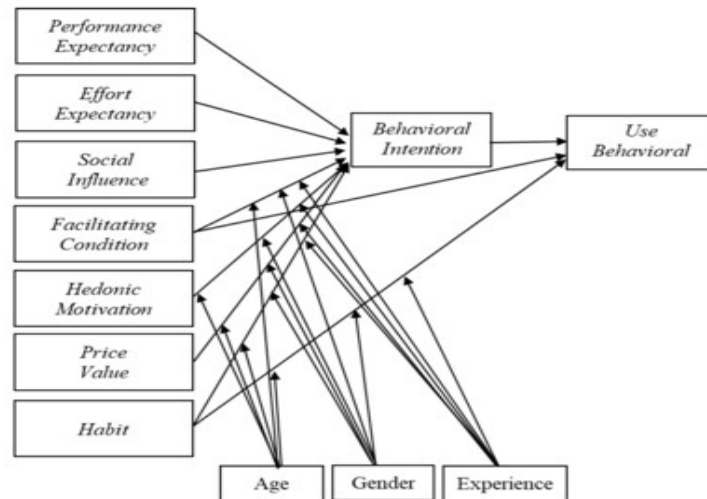 Performance
Expectancy
Effort
Expectancy
Social
Influence
Facilitating
Condition
Hedonic
Motivation
Price
Value
Habit
Behavioral
Intention
Use
Behavioral
Age
Gender
Experience